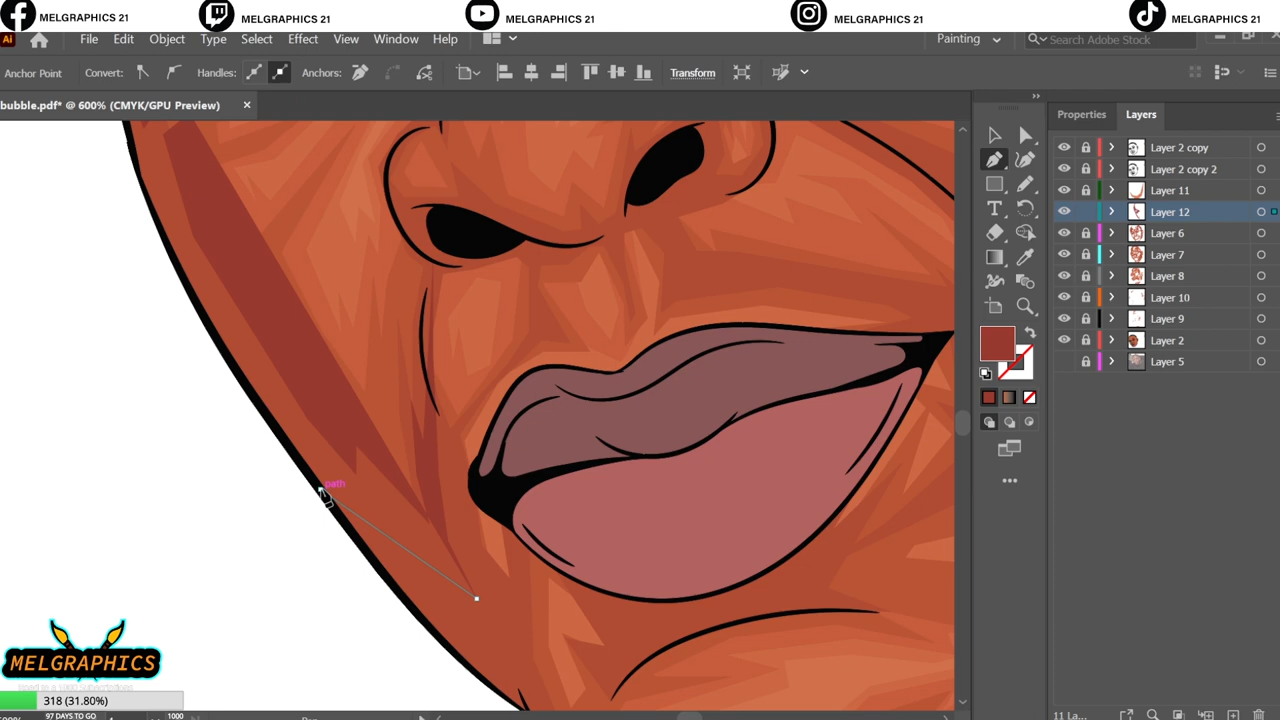 MELGRAPHICS 21 MELGRAPHICS 21 MELGRAPHICS 21 MELGRAPHICS 21 MELGRAPHICS 21
Ai File Edit Object Type Select Effect View Window Help Painting Search Adobe Stock
Anchor Point Convert: Handles: Anchors: Transform
bubble.pdf* @ 600% (CMYK/GPU Preview) ×
Properties Layers
Layer 2 copy
Layer 2 copy 2
Layer 11
Layer 12
Layer 6
Layer 7
Layer 8
Layer 10
Layer 9
Layer 2
Layer 5
path
MELGRAPHICS
318 (31.80%)
97 DAYS TO GO 1000
11 La...